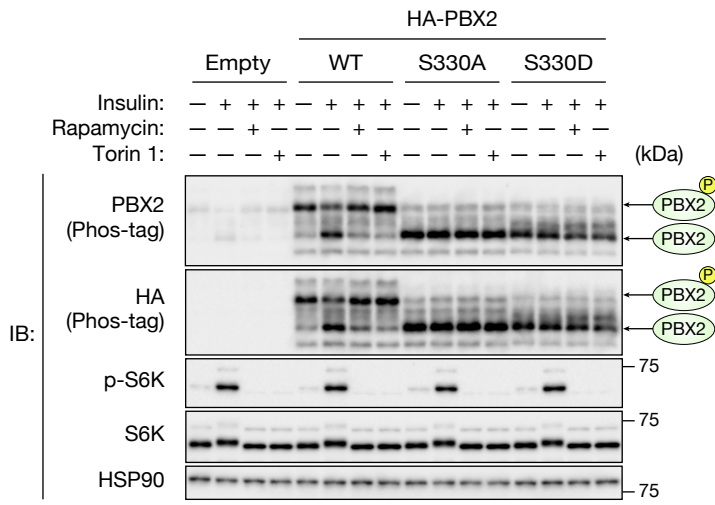 HA-PBX2
Empty WT S330A S330D
Insulin: — + + + — + + + — + + + — + + +
Rapamycin: — — + — — — + — — — + — — — + —
Torin 1: — — — + — — — + — — — + — — — + (kDa)
IB:
PBX2
(Phos-tag)
P
PBX2
PBX2
HA
(Phos-tag)
P
PBX2
PBX2
p-S6K
75
S6K
75
HSP90
75